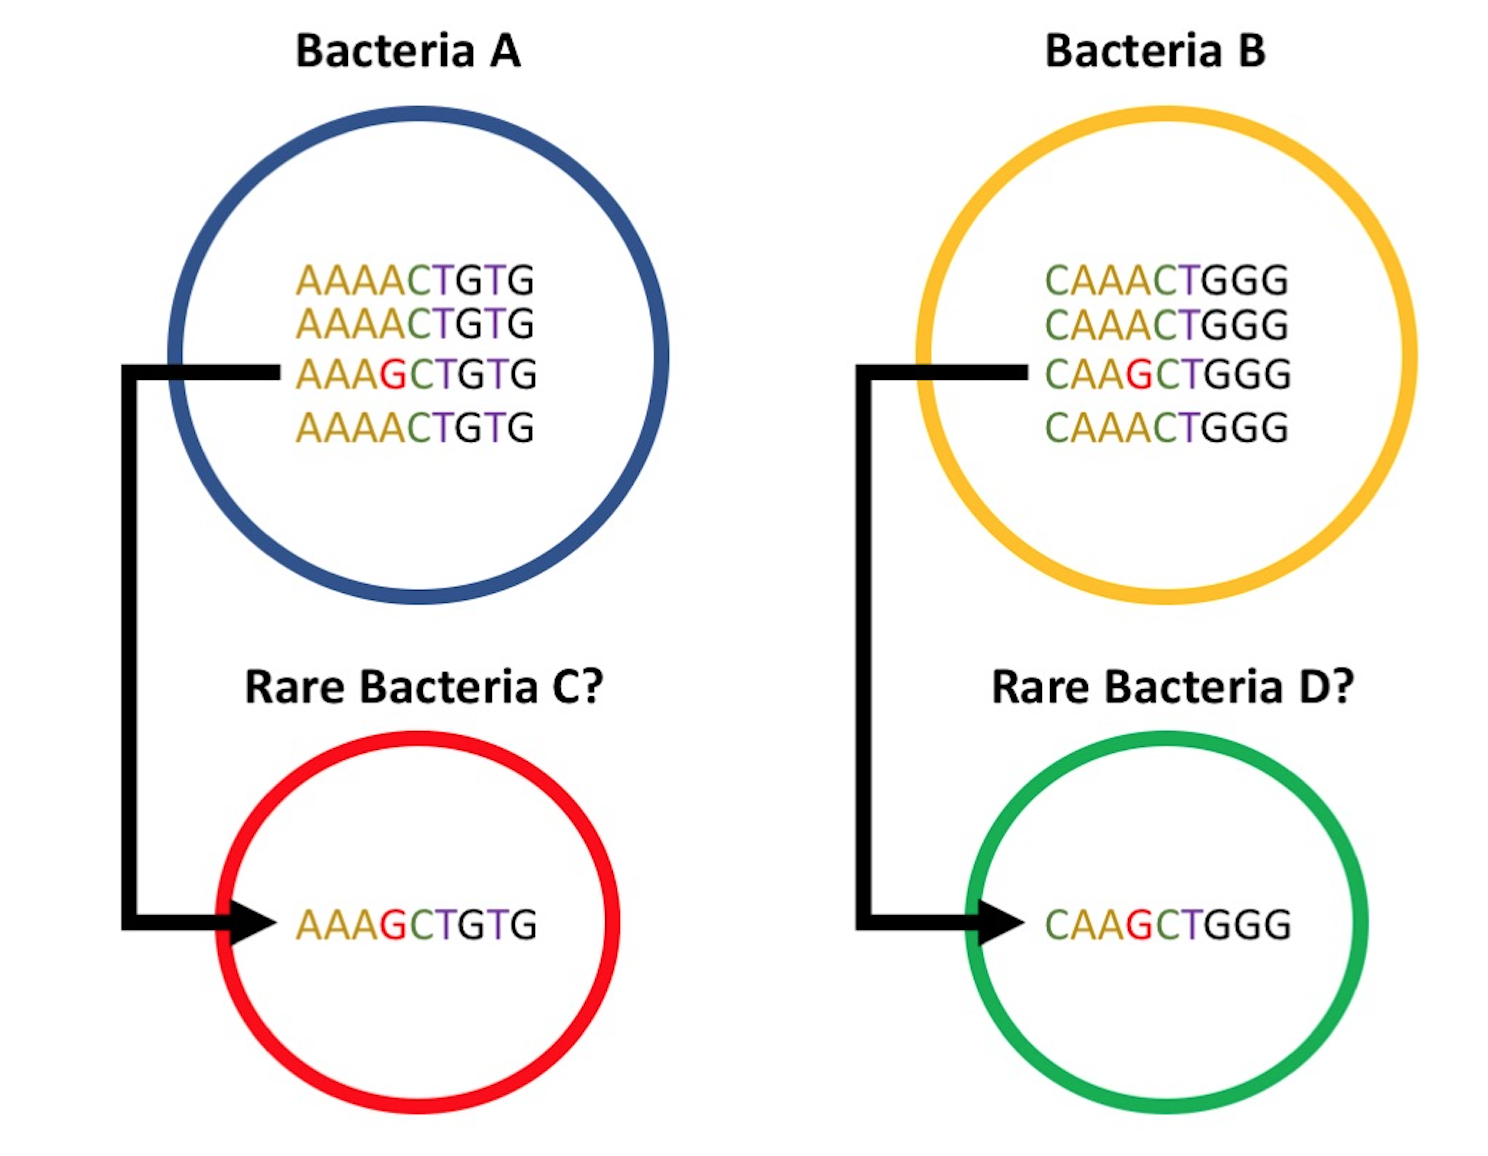 Bacteria A
AAAACTGTG
AAAACTGTG
AAAGCTGTG
AAAACTGTG
Bacteria B
CAAACTGGG
CAAACTGGG
CAAGCTGGG
CAAACTGGG
Rare Bacteria C?
AAAGCTGTG
Rare Bacteria D?
CAAGCTGGG